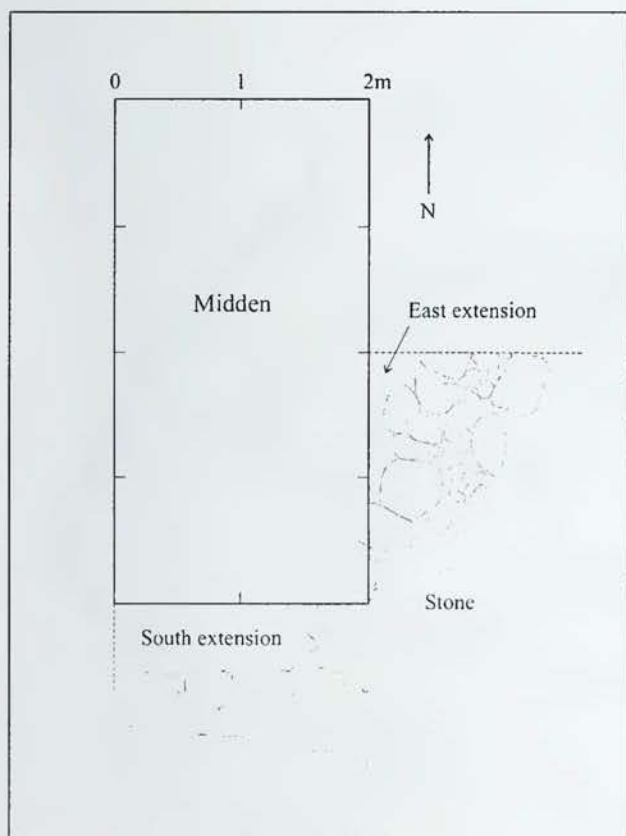 0 1 2m
N
Midden
East extension
Stone
South extension